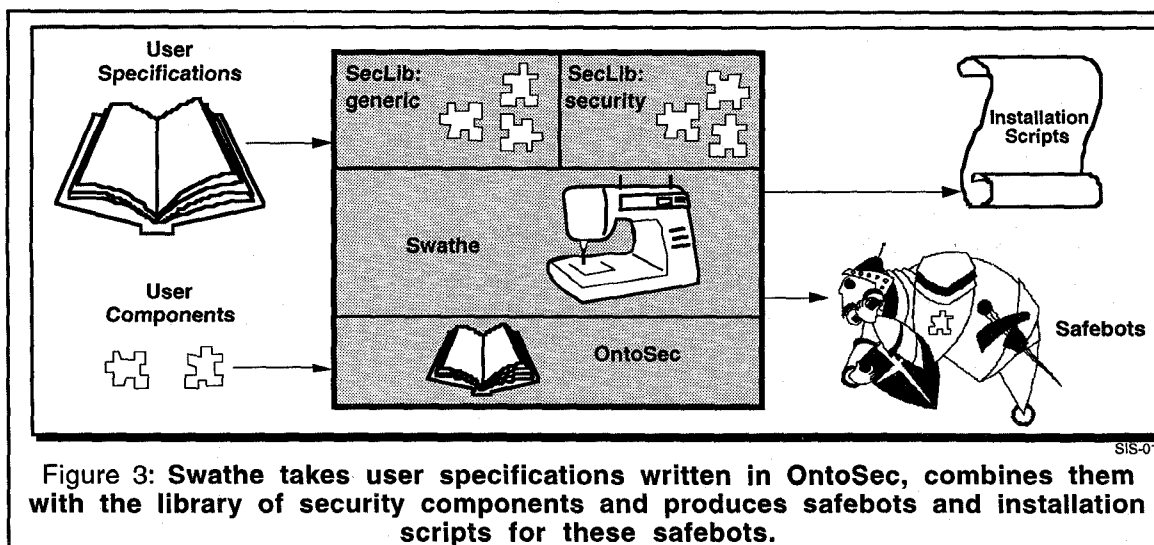 User
Specifications
SecLib:
generic
SecLib:
security
Installation
Scripts
Swathe
User
Components
OntoSec
Safebots
SIS-01
Figure 3: Swathe takes user specifications written in OntoSec, combines them
with the library of security components and produces safebots and installation
scripts for these safebots.